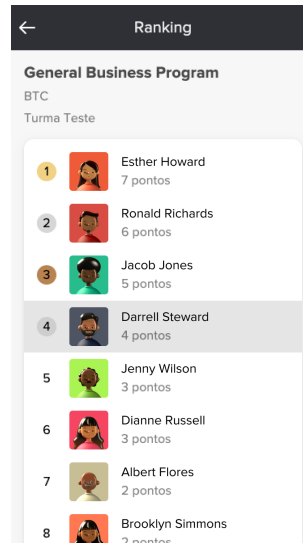 Ranking
General Business Program
BTC
Turma Teste
1
Esther Howard
7 pontos
2
Ronald Richards
6 pontos
3
Jacob Jones
5 pontos
4
Darrell Steward
4 pontos
5
Jenny Wilson
3 pontos
6
Dianne Russell
3 pontos
7
Albert Flores
2 pontos
8
Brooklyn Simmons
2 pontos